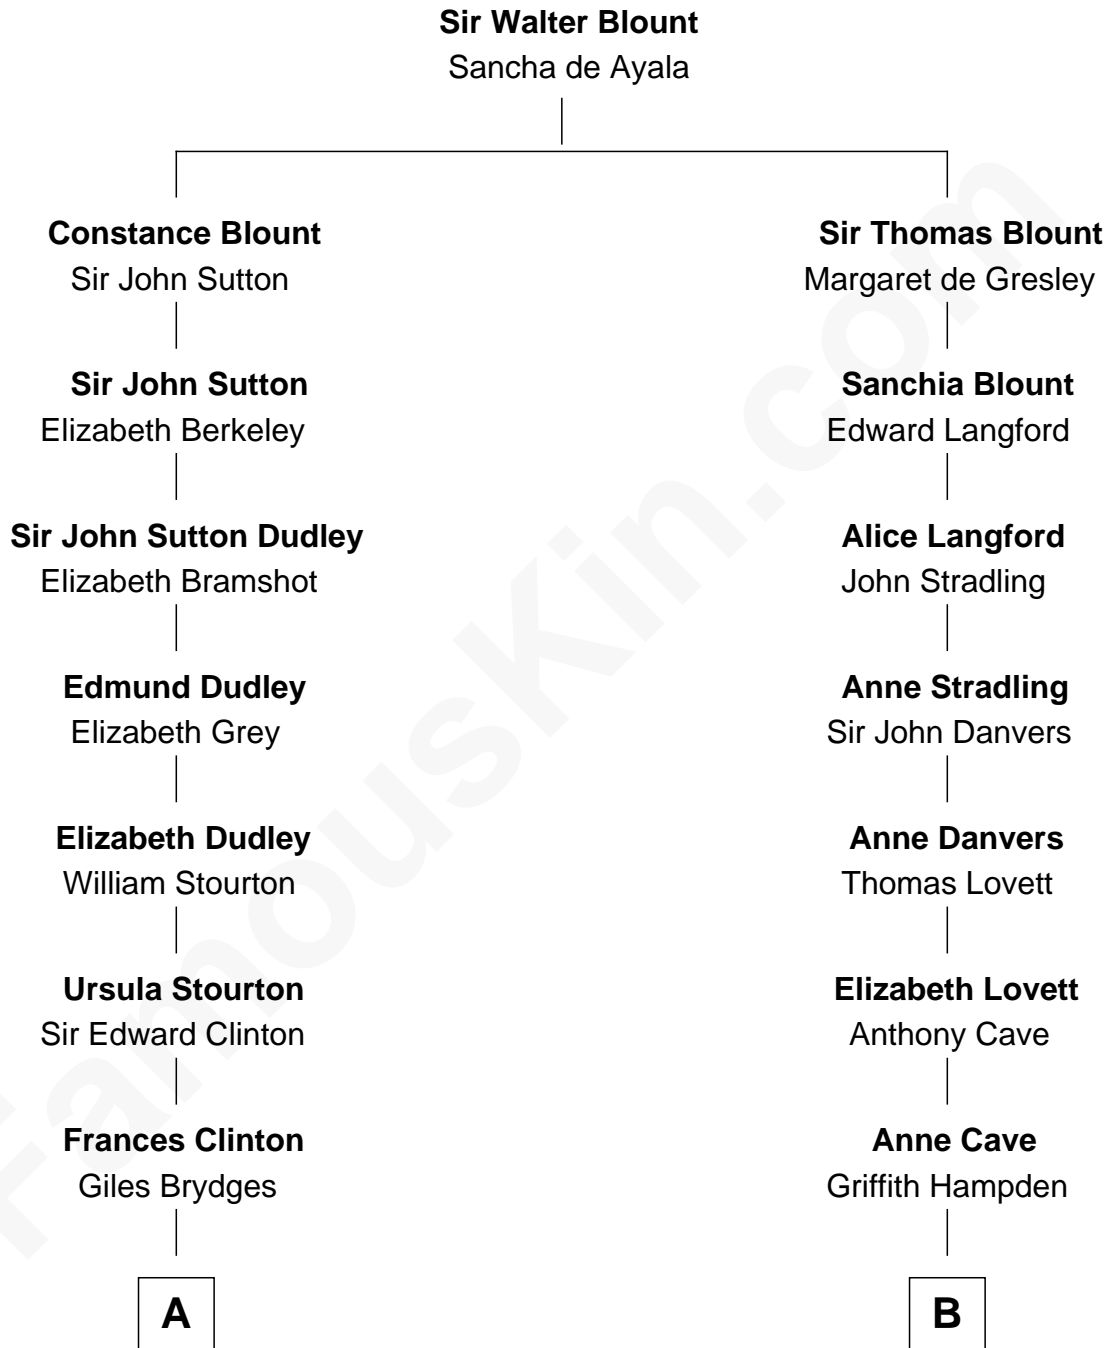 Sir Walter Blount
Sancha de Ayala
Constance Blount
Sir John Sutton
Sir Thomas Blount
Margaret de Gresley
Sir John Sutton
Elizabeth Berkeley
Sanchia Blount
Edward Langford
Sir John Sutton Dudley
Elizabeth Bramshot
Alice Langford
John Stradling
Edmund Dudley
Elizabeth Grey
Anne Stradling
Sir John Danvers
Elizabeth Dudley
William Stourton
Anne Danvers
Thomas Lovett
Ursula Stourton
Sir Edward Clinton
Elizabeth Lovett
Anthony Cave
Frances Clinton
Giles Brydges
Anne Cave
Griffith Hampden
A
B
FamousKin.com